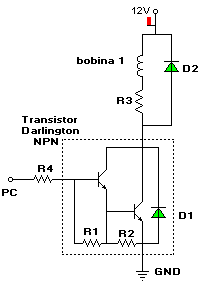 12V
bobina 1
D2
R3
Transistor
Darlington
NPN
R4
PC
D1
R1
R2
GND